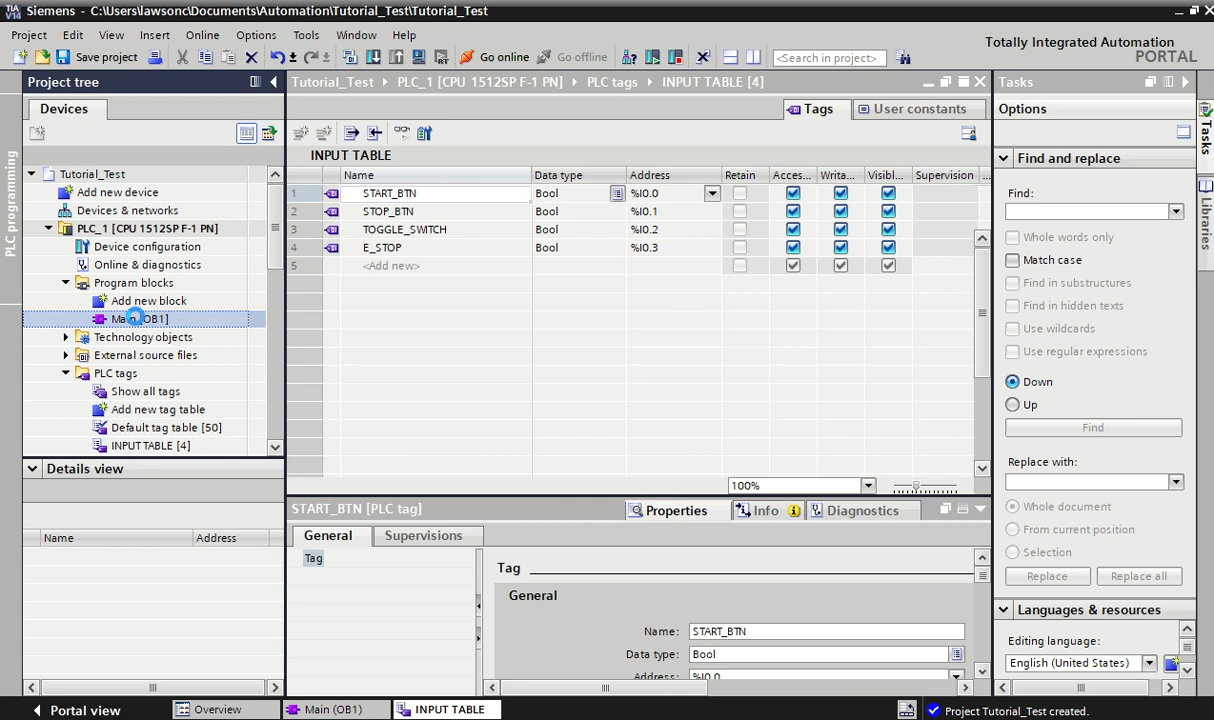 TIA V14 Siemens - C:\Users\lawsonc\Documents\Automation\Tutorial_Test\Tutorial_Test
Project Edit View Insert Online Options Tools Window Help
Totally Integrated Automation
PORTAL
Save project Go online Go offline <Search in project>
Project tree
Devices
PLC programming
Tutorial_Test
Add new device
Devices & networks
PLC_1 [CPU 1512SP F-1 PN]
Device configuration
Online & diagnostics
Program blocks
Add new block
Main [OB1]
Technology objects
External source files
PLC tags
Show all tags
Add new tag table
Default tag table [50]
INPUT TABLE [4]
Details view
Name Address
Tutorial_Test PLC_1 [CPU 1512SP F-1 PN] PLC tags INPUT TABLE [4]
Tags User constants
INPUT TABLE
Name Data type Address Retain Acces... Writa... Visibl... Supervision ...
1 START_BTN Bool %I0.0
2 STOP_BTN Bool %I0.1
3 TOGGLE_SWITCH Bool %I0.2
4 E_STOP Bool %I0.3
5 <Add new>
100%
START_BTN [PLC tag]
Properties Info Diagnostics
General Supervisions
Tag
Tag
General
Name: START_BTN
Data type: Bool
Address: %I0.0
Tasks
Options
Find and replace
Find:
Whole words only
Match case
Find in substructures
Find in hidden texts
Use wildcards
Use regular expressions
Down
Up
Find
Replace with:
Whole document
From current position
Selection
Replace Replace all
Languages & resources
Editing language:
English (United States)
Tasks
Libraries
Portal view Overview Main (OB1) INPUT TABLE Project Tutorial_Test created.